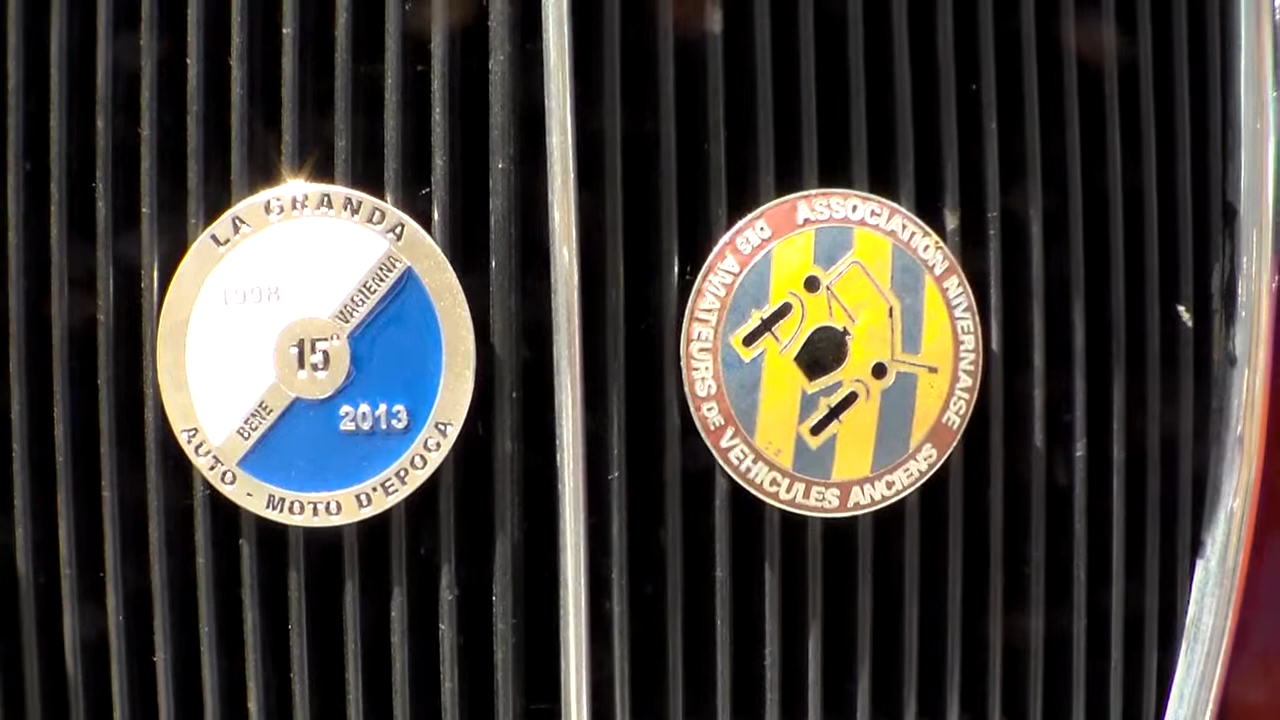 LA GRANDA
1998
VAGIENNA
15°
BENE
2013
AUTO - MOTO D'EPOCA
ASSOCIATION NIVERNAISE
DES AMATEURS DE VEHICULES ANCIENS